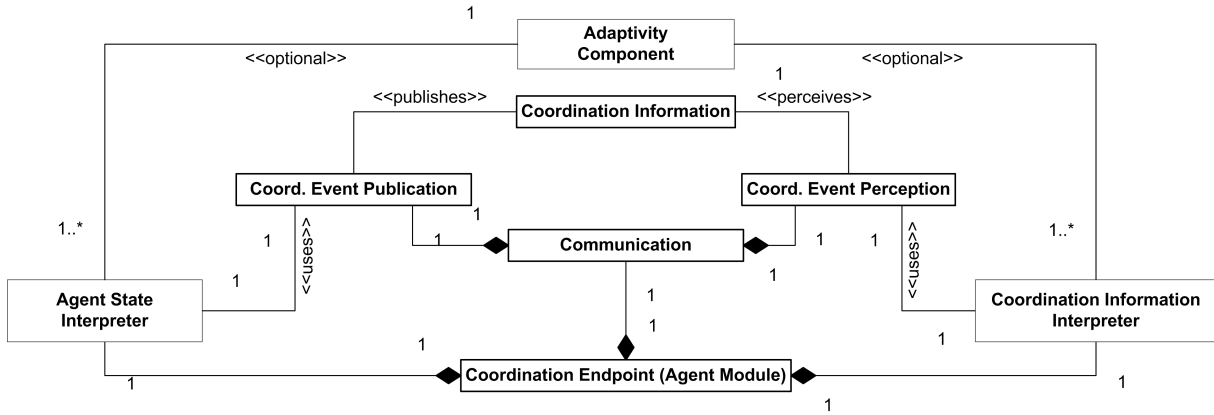 1
Adaptivity
Component
<<optional>>
<<optional>>
1
<<publishes>>
Coordination Information
<<perceives>>
Coord. Event Publication
Coord. Event Perception
1..*
1
<<uses>>
1
1
1
Communication
1
1
<<uses>>
1
1..*
1
Agent State
Interpreter
1
1
Coordination Information
Interpreter
1
1
1
Coordination Endpoint (Agent Module)
1
1
1